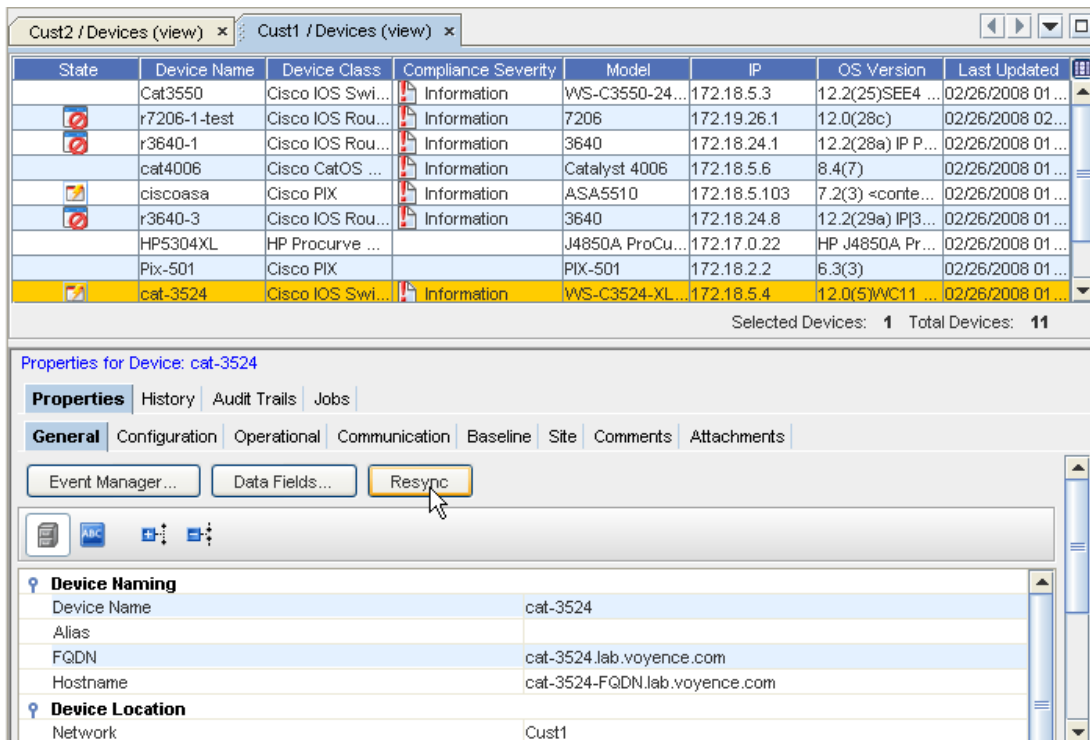 Cust2 / Devices (view) × Cust1 / Devices (view) ×
State Device Name Device Class Compliance Severity Model IP OS Version Last Updated
Cat3550 Cisco IOS Swi... Information WS-C3550-24... 172.18.5.3 12.2(25)SEE4 ... 02/26/2008 01...
r7206-1-test Cisco IOS Rou... Information 7206 172.19.26.1 12.0(28c) 02/26/2008 02...
r3640-1 Cisco IOS Rou... Information 3640 172.18.24.1 12.2(28a) IP P... 02/26/2008 01...
cat4006 Cisco CatOS ... Information Catalyst 4006 172.18.5.6 8.4(7) 02/26/2008 01...
ciscoasa Cisco PIX Information ASA5510 172.18.5.103 7.2(3) <conte... 02/26/2008 01...
r3640-3 Cisco IOS Rou... Information 3640 172.18.24.8 12.2(29a) IP|3... 02/26/2008 01...
HP5304XL HP Procurve ... J4850A ProCu... 172.17.0.22 HP J4850A Pr... 02/26/2008 01...
Pix-501 Cisco PIX PIX-501 172.18.2.2 6.3(3) 02/26/2008 01...
cat-3524 Cisco IOS Swi... Information WS-C3524-XL... 172.18.5.4 12.0(5)WC11 ... 02/26/2008 01...
Selected Devices: 1 Total Devices: 11
Properties for Device: cat-3524
Properties History Audit Trails Jobs
General Configuration Operational Communication Baseline Site Comments Attachments
Event Manager... Data Fields... Resync
ABC
Device Naming
Device Name cat-3524
Alias
FQDN cat-3524.lab.voyence.com
Hostname cat-3524-FQDN.lab.voyence.com
Device Location
Network Cust1